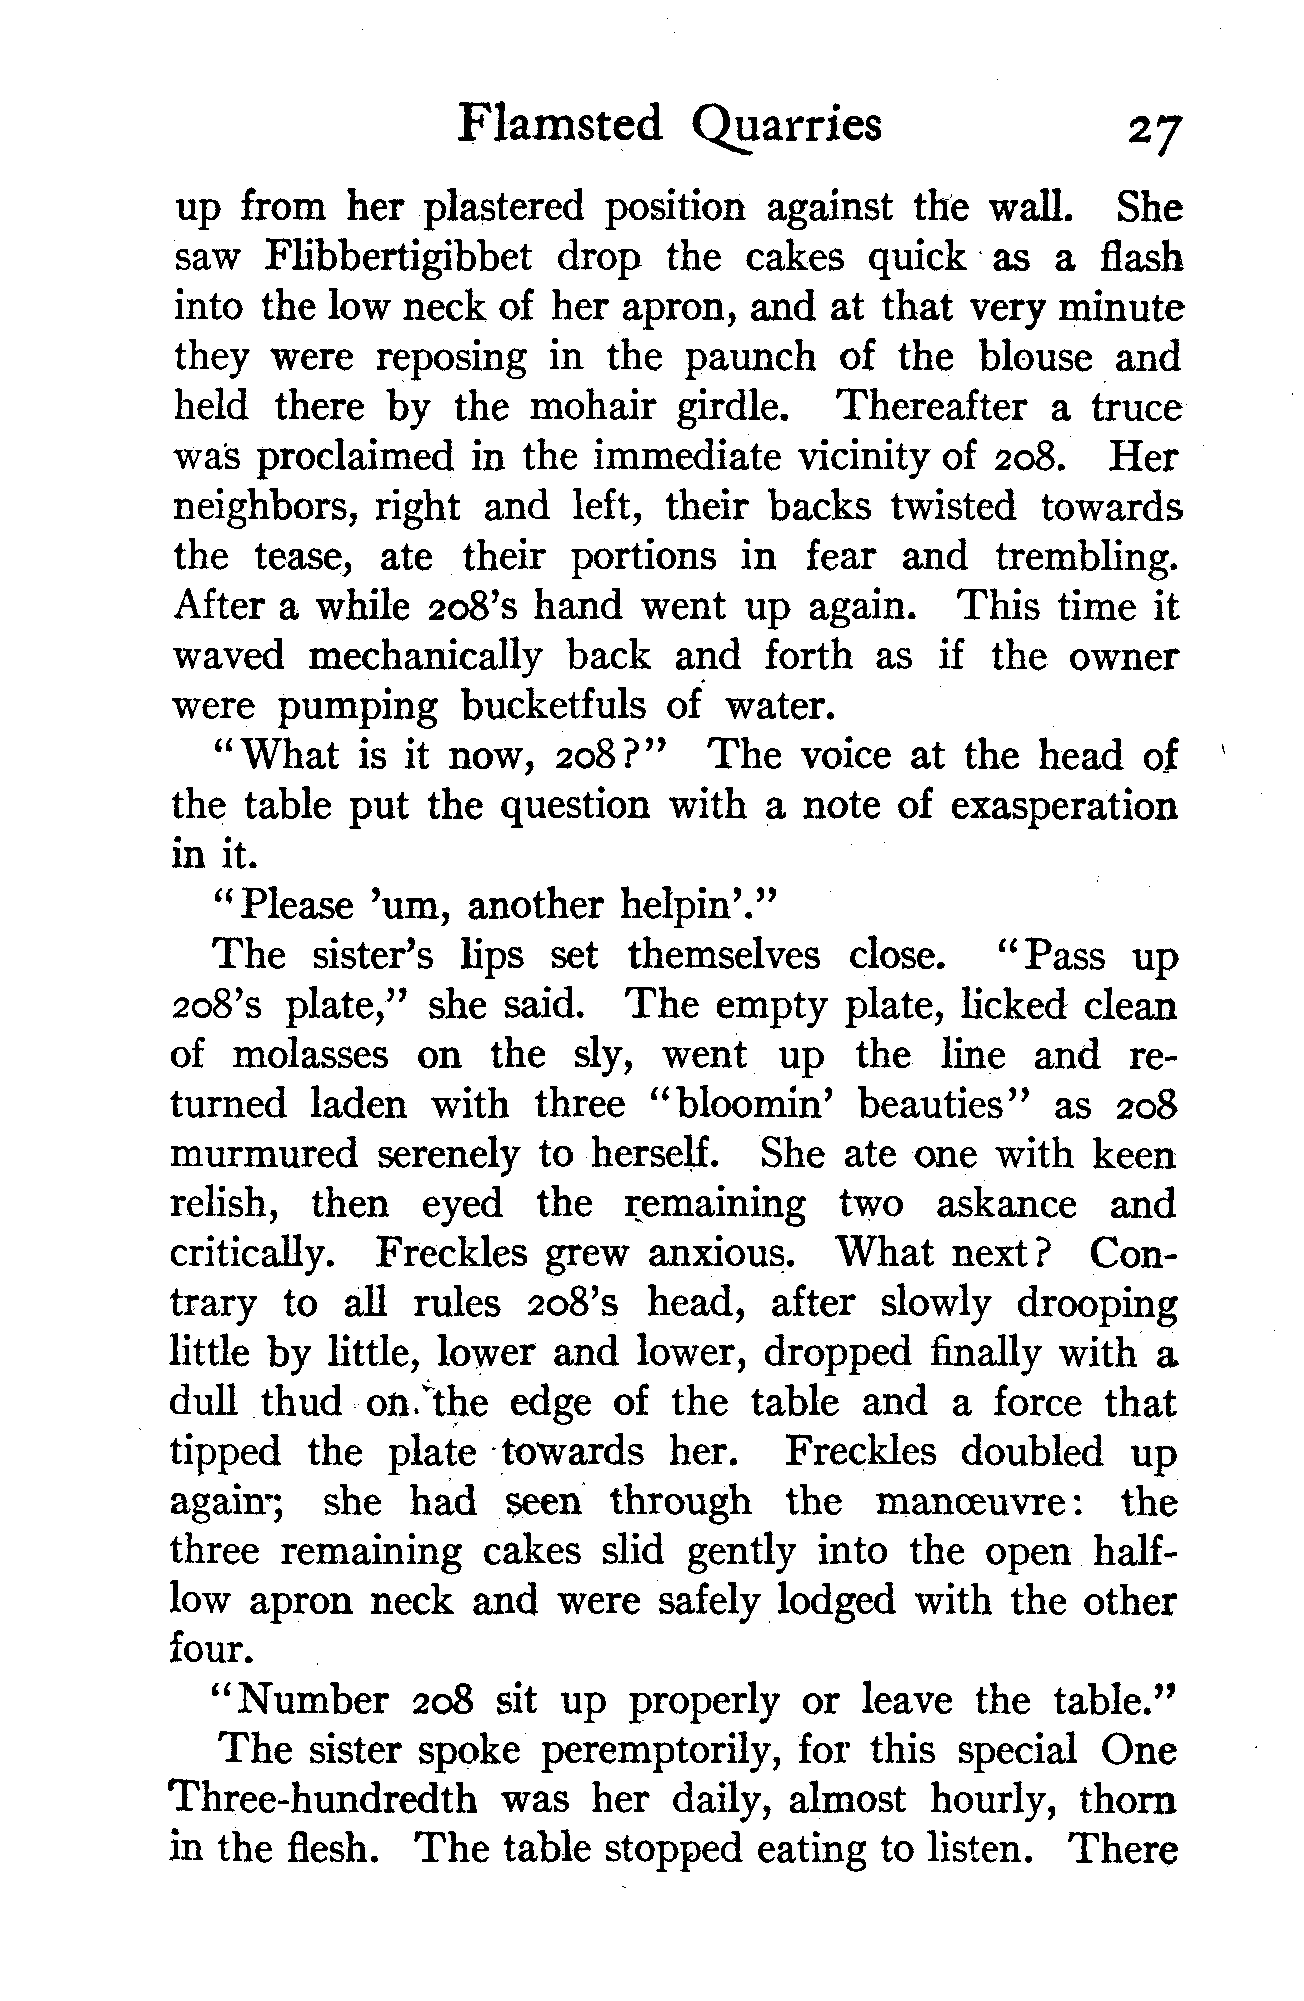 Flamsted Quarries 27
up from her plastered position against the wall. She
saw Flibbertigibbet drop the cakes quick as a flash
into the low neck of her apron, and at that very minute
they were reposing in the paunch of the blouse and
held there by the mohair girdle. Thereafter a truce
was proclaimed in the immediate vicinity of 208. Her
neighbors, right and left, their backs twisted towards
the tease, ate their portions in fear and trembling.
After a while 208's hand went up again. This time it
waved mechanically back and forth as if the owner
were pumping bucketfuls of water.
"What is it now, 208?" The voice at the head of
the table put the question with a note of exasperation
in it.
"Please 'um, another helpin'."
The sister's lips set themselves close. "Pass up
208's plate," she said. The empty plate, licked clean
of molasses on the sly, went up the line and re-
turned laden with three "bloomin' beauties" as 208
murmured serenely to herself. She ate one with keen
relish, then eyed the remaining two askance and
critically. Freckles grew anxious. What next? Con-
trary to all rules 208's head, after slowly drooping
little by little, lower and lower, dropped finally with a
dull thud on the edge of the table and a force that
tipped the plate towards her. Freckles doubled up
again; she had seen through the manœuvre: the
three remaining cakes slid gently into the open half-
low apron neck and were safely lodged with the other
four.
"Number 208 sit up properly or leave the table."
The sister spoke peremptorily, for this special One
Three-hundredth was her daily, almost hourly, thorn
in the flesh. The table stopped eating to listen. There